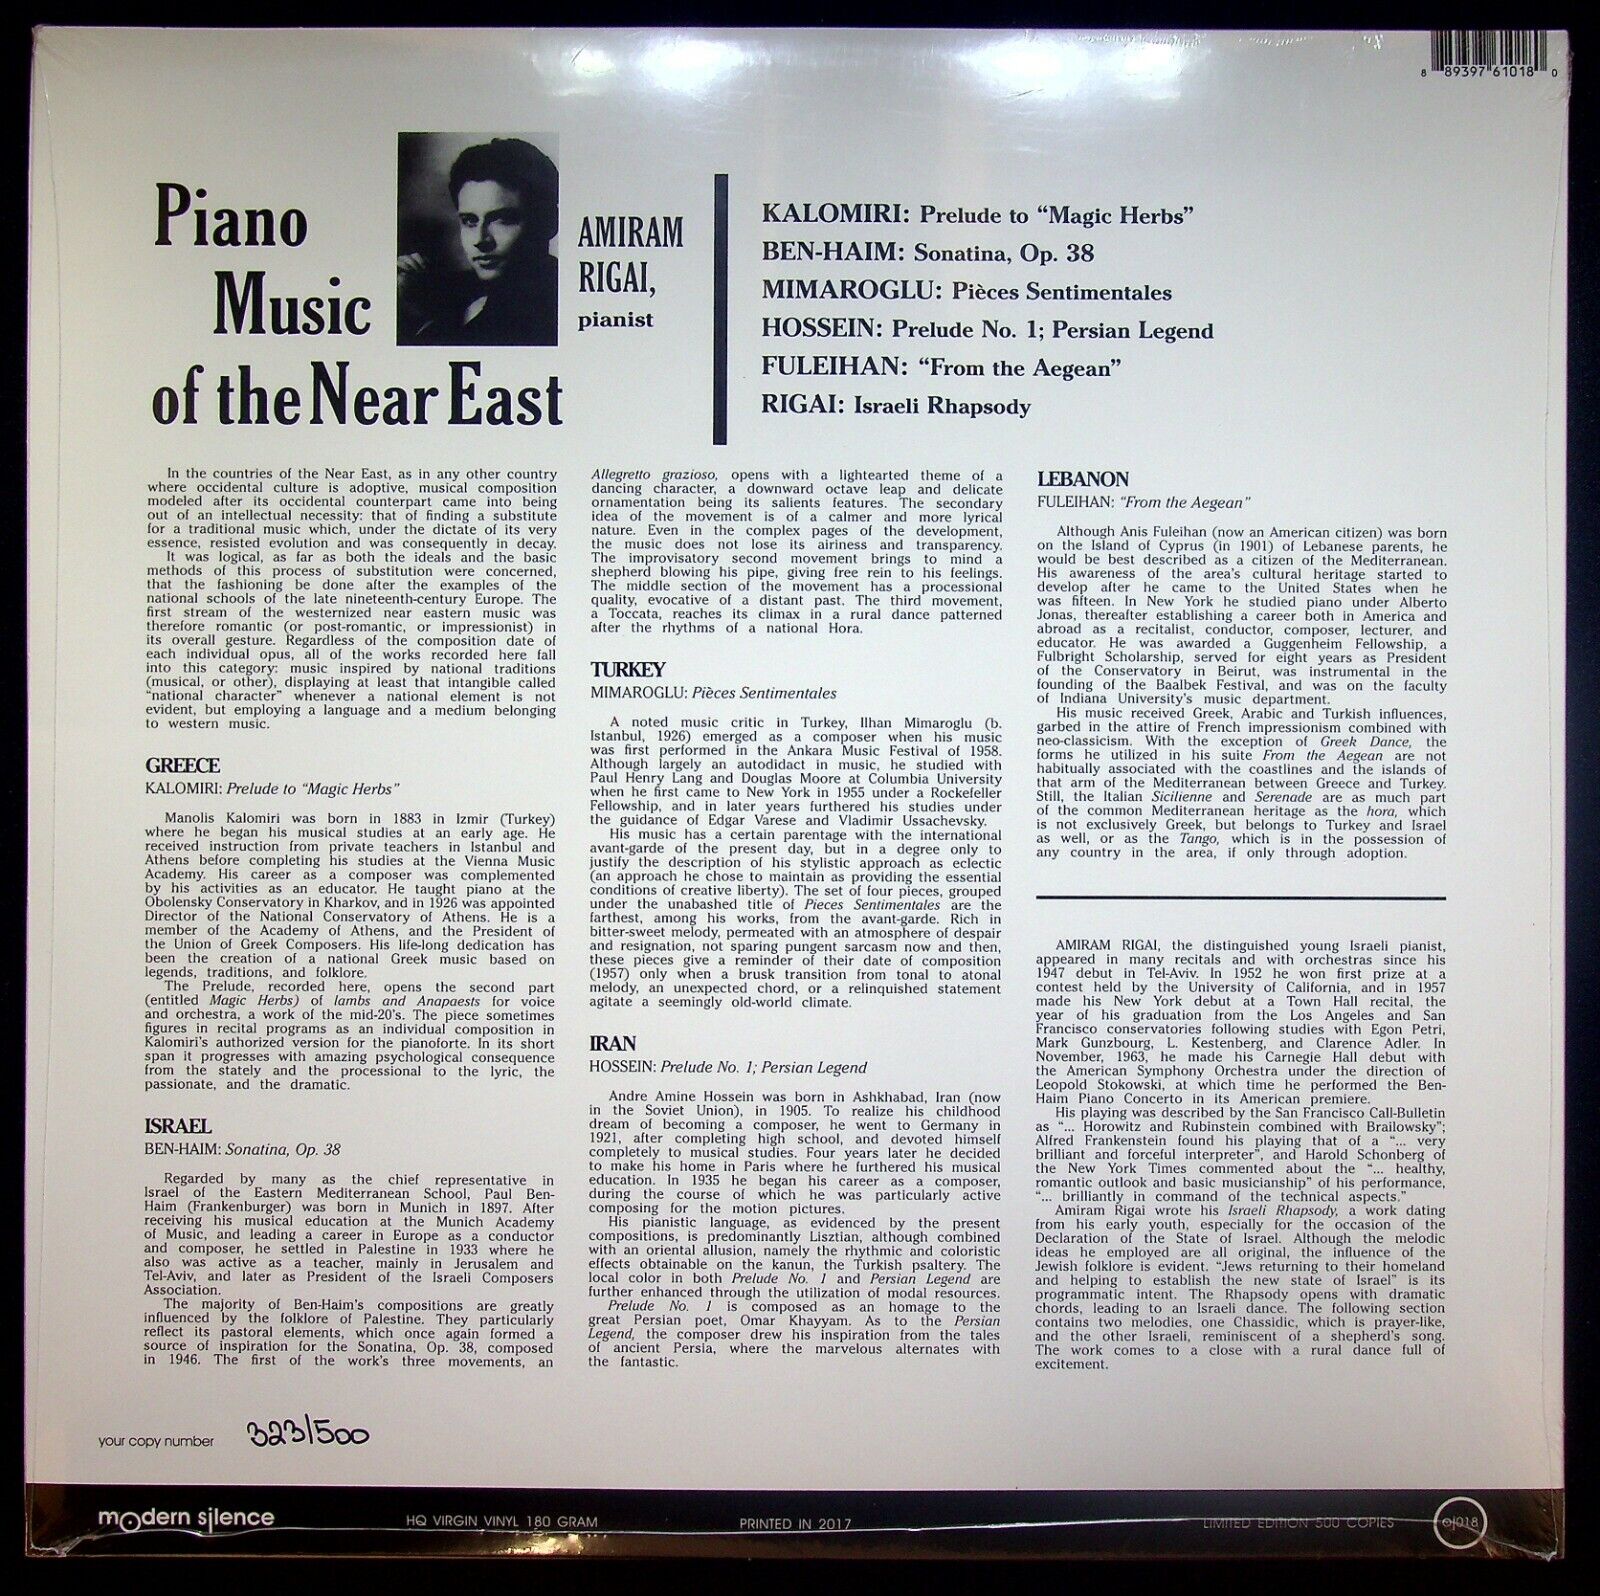 8 89397 61018 0
Piano
Music
of the Near East
AMIRAM
RIGAI,
pianist
KALOMIRI: Prelude to “Magic Herbs”
BEN-HAIM: Sonatina, Op. 38
MIMAROGLU: Pièces Sentimentales
HOSSEIN: Prelude No. 1; Persian Legend
FULEIHAN: “From the Aegean”
RIGAI: Israeli Rhapsody
In the countries of the Near East, as in any other country
where occidental culture is adoptive, musical composition
modeled after its occidental counterpart came into being
out of an intellectual necessity: that of finding a substitute
for a traditional music which, under the dictate of its very
essence, resisted evolution and was consequently in decay.
It was logical, as far as both the ideals and the basic
methods of this process of substitution were concerned,
that the fashioning be done after the examples of the
national schools of the late nineteenth-century Europe. The
first stream of the westernized near eastern music was
therefore romantic (or post-romantic, or impressionist) in
its overall gesture. Regardless of the composition date of
each individual opus, all of the works recorded here fall
into this category: music inspired by national traditions
(musical, or other), displaying at least that intangible called
“national character” whenever a national element is not
evident, but employing a language and a medium belonging
to western music.
GREECE
KALOMIRI: Prelude to “Magic Herbs”
Manolis Kalomiri was born in 1883 in Izmir (Turkey)
where he began his musical studies at an early age. He
received instruction from private teachers in Istanbul and
Athens before completing his studies at the Vienna Music
Academy. His career as a composer was complemented
by his activities as an educator. He taught piano at the
Obolensky Conservatory in Kharkov, and in 1926 was appointed
Director of the National Conservatory of Athens. He is a
member of the Academy of Athens, and the President of
the Union of Greek Composers. His life-long dedication has
been the creation of a national Greek music based on
legends, traditions, and folklore.
The Prelude, recorded here, opens the second part
(entitled Magic Herbs) of Iambs and Anapaests for voice
and orchestra, a work of the mid-20's. The piece sometimes
figures in recital programs as an individual composition in
Kalomiri's authorized version for the pianoforte. In its short
span it progresses with amazing psychological consequence
from the stately and the processional to the lyric, the
passionate, and the dramatic.
ISRAEL
BEN-HAIM: Sonatina, Op. 38
Regarded by many as the chief representative in
Israel of the Eastern Mediterranean School, Paul Ben-
Haim (Frankenburger) was born in Munich in 1897. After
receiving his musical education at the Munich Academy
of Music, and leading a career in Europe as a conductor
and composer, he settled in Palestine in 1933 where he
also was active as a teacher, mainly in Jerusalem and
Tel-Aviv, and later as President of the Israeli Composers
Association.
The majority of Ben-Haim's compositions are greatly
influenced by the folklore of Palestine. They particularly
reflect its pastoral elements, which once again formed a
source of inspiration for the Sonatina, Op. 38, composed
in 1946. The first of the work's three movements, an
Allegretto grazioso, opens with a lightearted theme of a
dancing character, a downward octave leap and delicate
ornamentation being its salients features. The secondary
idea of the movement is of a calmer and more lyrical
nature. Even in the complex pages of the development,
the music does not lose its airiness and transparency.
The improvisatory second movement brings to mind a
shepherd blowing his pipe, giving free rein to his feelings.
The middle section of the movement has a processional
quality, evocative of a distant past. The third movement,
a Toccata, reaches its climax in a rural dance patterned
after the rhythms of a national Hora.
TURKEY
MIMAROGLU: Pièces Sentimentales
A noted music critic in Turkey, Ilhan Mimaroglu (b.
Istanbul, 1926) emerged as a composer when his music
was first performed in the Ankara Music Festival of 1958.
Although largely an autodidact in music, he studied with
Paul Henry Lang and Douglas Moore at Columbia University
when he first came to New York in 1955 under a Rockefeller
Fellowship, and in later years furthered his studies under
the guidance of Edgar Varese and Vladimir Ussachevsky.
His music has a certain parentage with the international
avant-garde of the present day, but in a degree only to
justify the description of his stylistic approach as eclectic
(an approach he chose to maintain as providing the essential
conditions of creative liberty). The set of four pieces, grouped
under the unabashed title of Pieces Sentimentales are the
farthest, among his works, from the avant-garde. Rich in
bitter-sweet melody, permeated with an atmosphere of despair
and resignation, not sparing pungent sarcasm now and then,
these pieces give a reminder of their date of composition
(1957) only when a brusk transition from tonal to atonal
melody, an unexpected chord, or a relinquished statement
agitate a seemingly old-world climate.
IRAN
HOSSEIN: Prelude No. 1; Persian Legend
Andre Amine Hossein was born in Ashkhabad, Iran (now
in the Soviet Union), in 1905. To realize his childhood
dream of becoming a composer, he went to Germany in
1921, after completing high school, and devoted himself
completely to musical studies. Four years later he decided
to make his home in Paris where he furthered his musical
education. In 1935 he began his career as a composer,
during the course of which he was particularly active
composing for the motion pictures.
His pianistic language, as evidenced by the present
compositions, is predominantly Lisztian, although combined
with an oriental allusion, namely the rhythmic and coloristic
effects obtainable on the kanun, the Turkish psaltery. The
local color in both Prelude No. 1 and Persian Legend are
further enhanced through the utilization of modal resources.
Prelude No. 1 is composed as an homage to the
great Persian poet, Omar Khayyam. As to the Persian
Legend, the composer drew his inspiration from the tales
of ancient Persia, where the marvelous alternates with
the fantastic.
LEBANON
FULEIHAN: “From the Aegean”
Although Anis Fuleihan (now an American citizen) was born
on the Island of Cyprus (in 1901) of Lebanese parents, he
would be best described as a citizen of the Mediterranean.
His awareness of the area's cultural heritage started to
develop after he came to the United States when he
was fifteen. In New York he studied piano under Alberto
Jonas, thereafter establishing a career both in America and
abroad as a recitalist, conductor, composer, lecturer, and
educator. He was awarded a Guggenheim Fellowship, a
Fulbright Scholarship, served for eight years as President
of the Conservatory in Beirut, was instrumental in the
founding of the Baalbek Festival, and was on the faculty
of Indiana University's music department.
His music received Greek, Arabic and Turkish influences,
garbed in the attire of French impressionism combined with
neo-classicism. With the exception of Greek Dance, the
forms he utilized in his suite From the Aegean are not
habitually associated with the coastlines and the islands of
that arm of the Mediterranean between Greece and Turkey.
Still, the Italian Sicilienne and Serenade are as much part
of the common Mediterranean heritage as the hora, which
is not exclusively Greek, but belongs to Turkey and Israel
as well, or as the Tango, which is in the possession of
any country in the area, if only through adoption.
AMIRAM RIGAI, the distinguished young Israeli pianist,
appeared in many recitals and with orchestras since his
1947 debut in Tel-Aviv. In 1952 he won first prize at a
contest held by the University of California, and in 1957
made his New York debut at a Town Hall recital, the
year of his graduation from the Los Angeles and San
Francisco conservatories following studies with Egon Petri,
Mark Gunzbourg, L. Kestenberg, and Clarence Adler. In
November, 1963, he made his Carnegie Hall debut with
the American Symphony Orchestra under the direction of
Leopold Stokowski, at which time he performed the Ben-
Haim Piano Concerto in its American premiere.
His playing was described by the San Francisco Call-Bulletin
as “... Horowitz and Rubinstein combined with Brailowsky”;
Alfred Frankenstein found his playing that of a “... very
brilliant and forceful interpreter”, and Harold Schonberg of
the New York Times commented about the “... healthy,
romantic outlook and basic musicianship” of his performance,
“... brilliantly in command of the technical aspects.”
Amiram Rigai wrote his Israeli Rhapsody, a work dating
from his early youth, especially for the occasion of the
Declaration of the State of Israel. Although the melodic
ideas he employed are all original, the influence of the
Jewish folklore is evident. “Jews returning to their homeland
and helping to establish the new state of Israel” is its
programmatic intent. The Rhapsody opens with dramatic
chords, leading to an Israeli dance. The following section
contains two melodies, one Chassidic, which is prayer-like,
and the other Israeli, reminiscent of a shepherd's song.
The work comes to a close with a rural dance full of
excitement.
your copy number 323/500
modern silence
HQ VIRGIN VINYL 180 GRAM
PRINTED IN 2017
LIMITED EDITION 500 COPIES
018